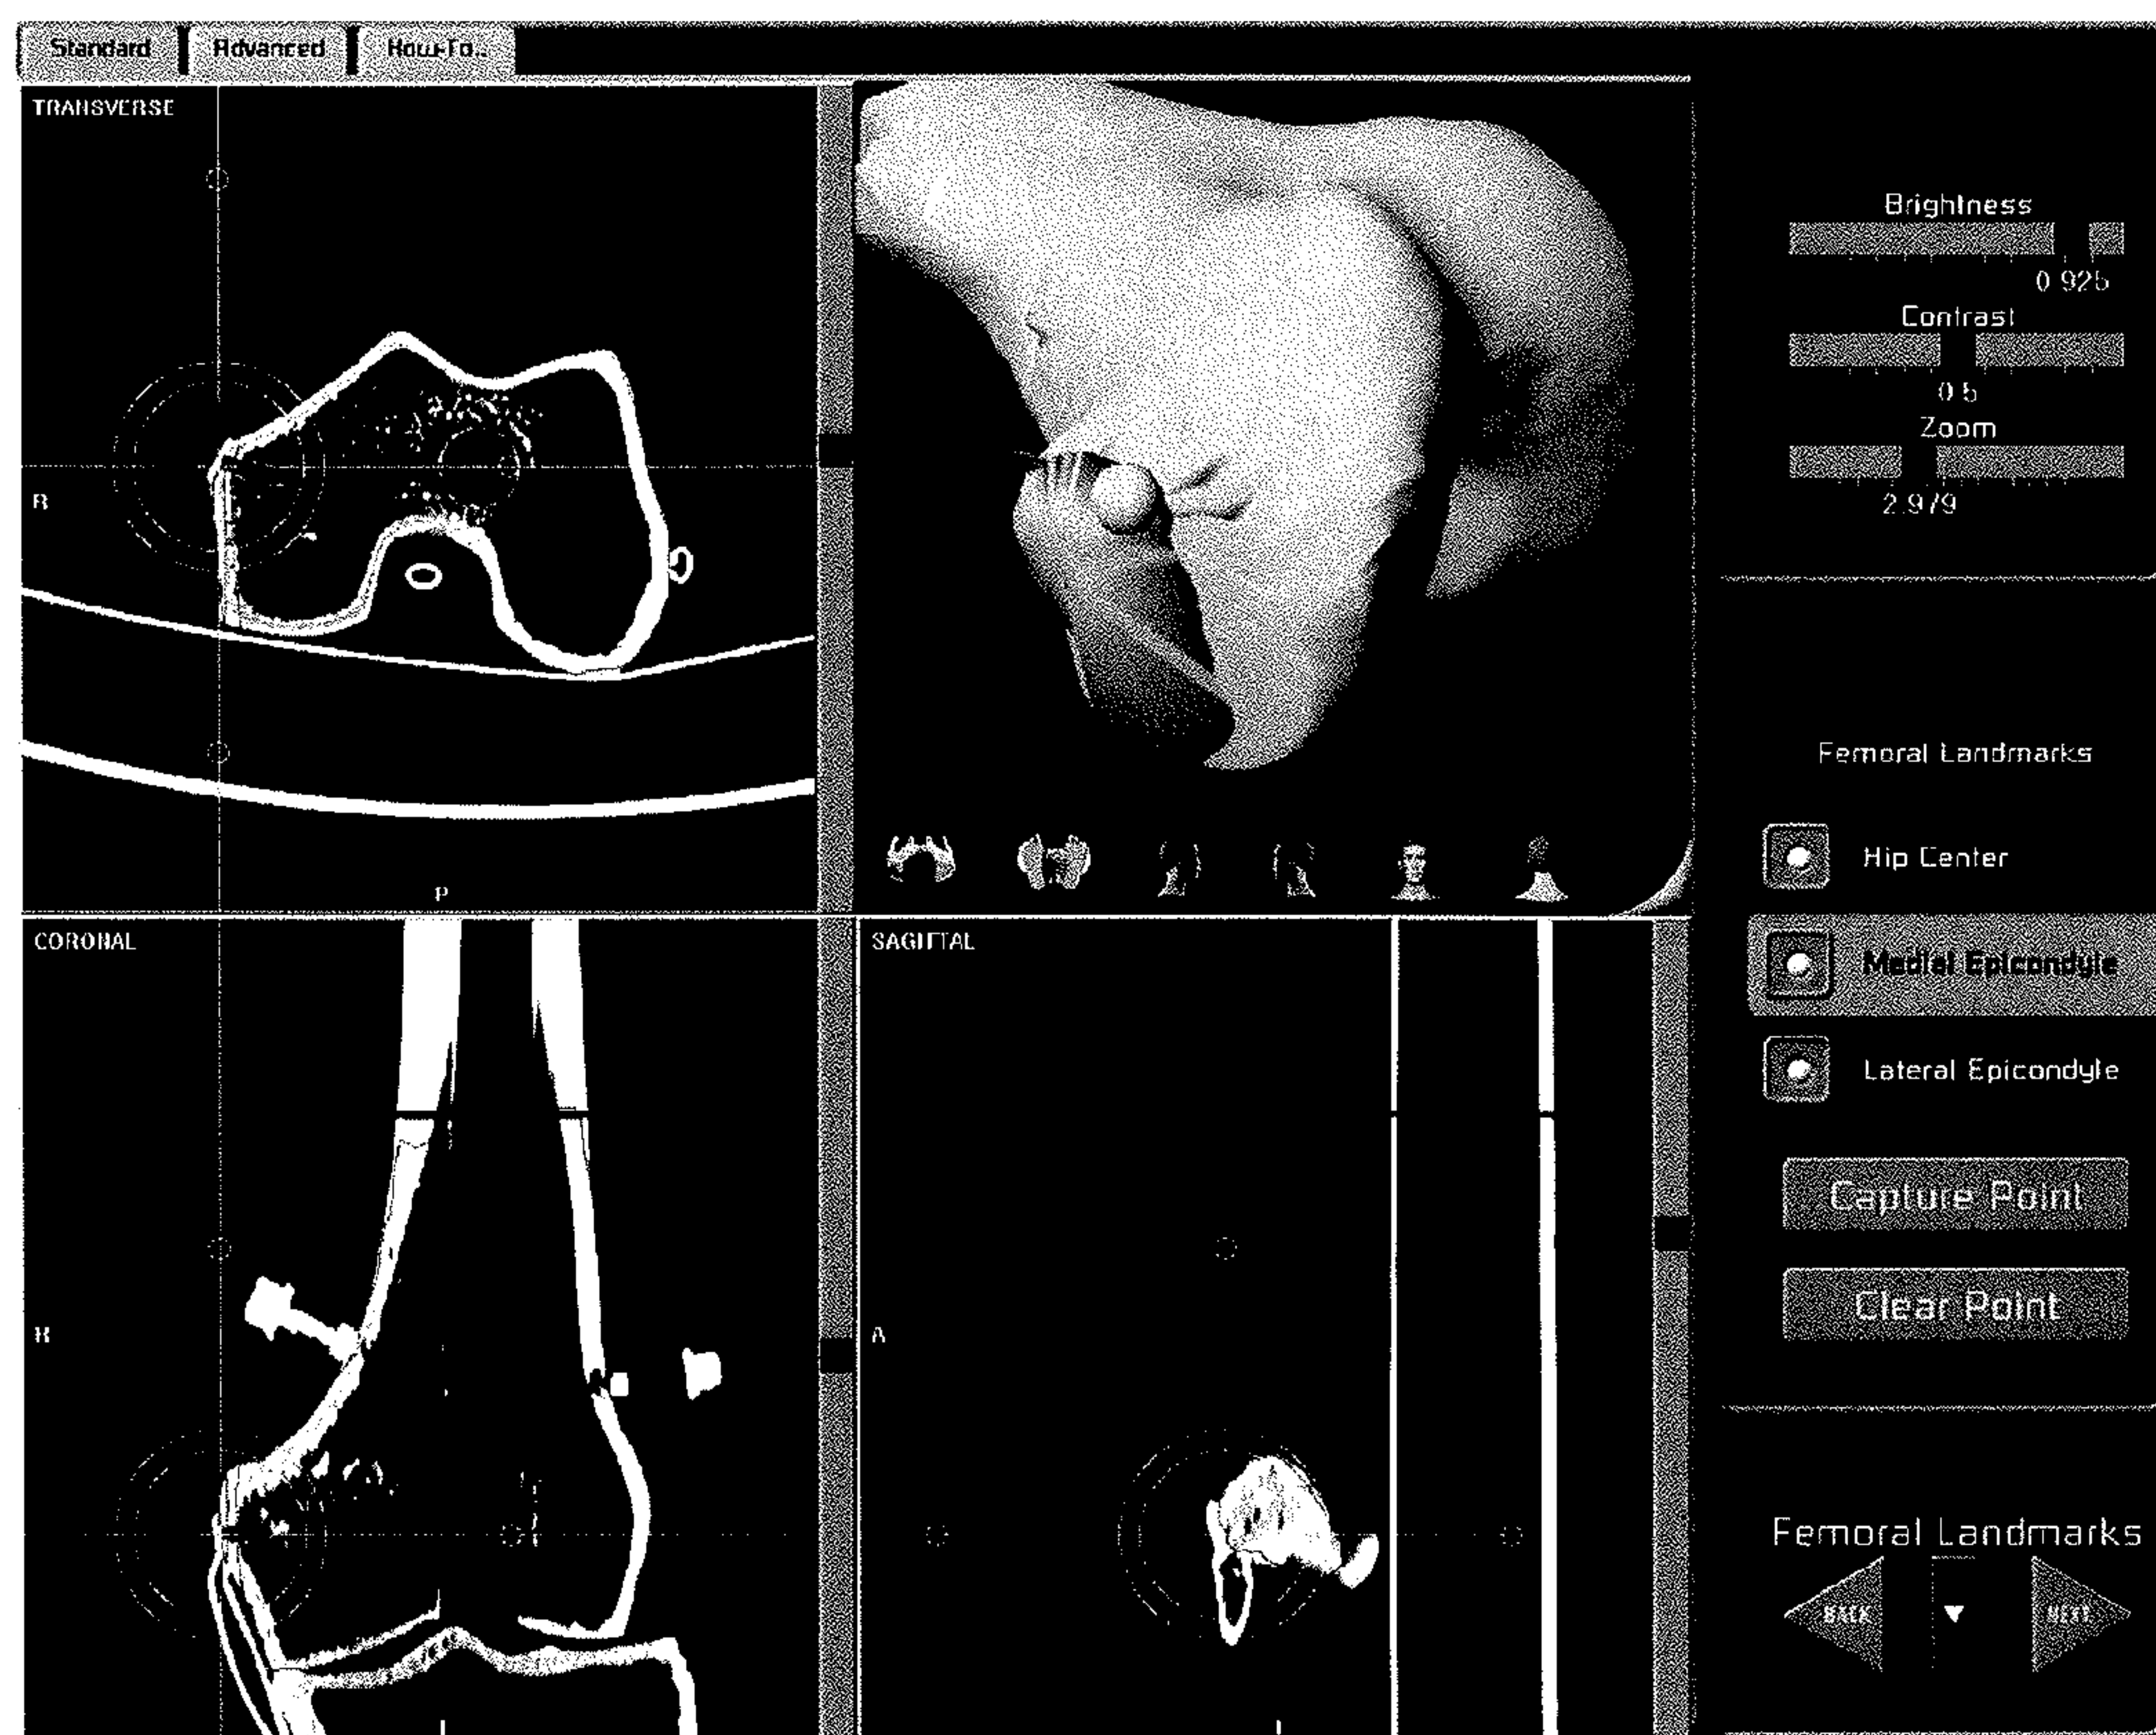 Standard
Advanced
How-To..
TRANSVERSE
R
P
Brightness
0.925
Contrast
0.5
Zoom
2.979
Femoral Landmarks
Hip Center
Medial Epicondyle
Lateral Epicondyle
Capture Point
Clear Point
CORONAL
R
SAGITTAL
A
Femoral Landmarks
BACK
NEXT